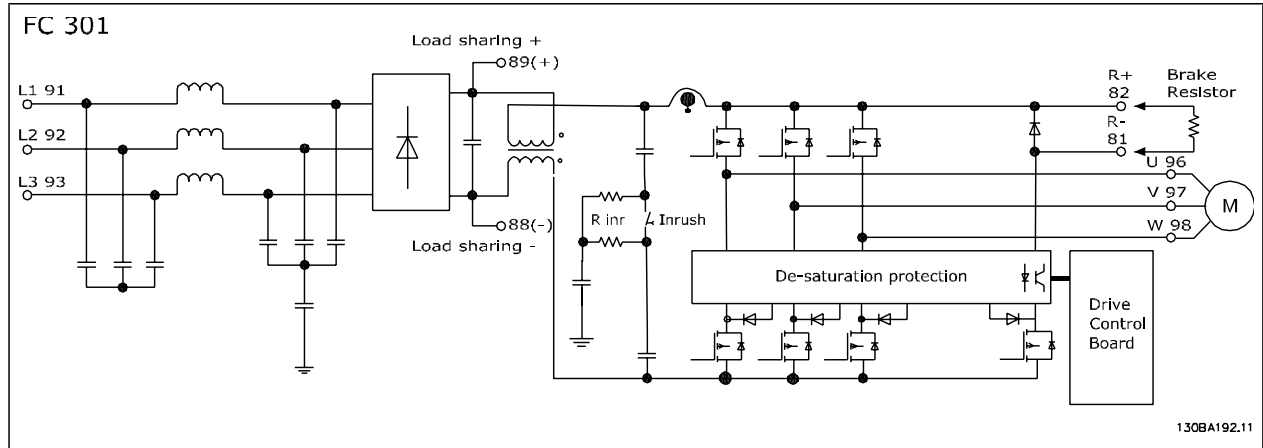 FC 301
Load sharing +
89(+)
L1 91
L2 92
L3 93
R+
82
Brake
Resistor
R-
81
U 96
V 97
W 98
M
R inr
Inrush
88(-)
Load sharing -
De-saturation protection
Drive
Control
Board
130BA192.11